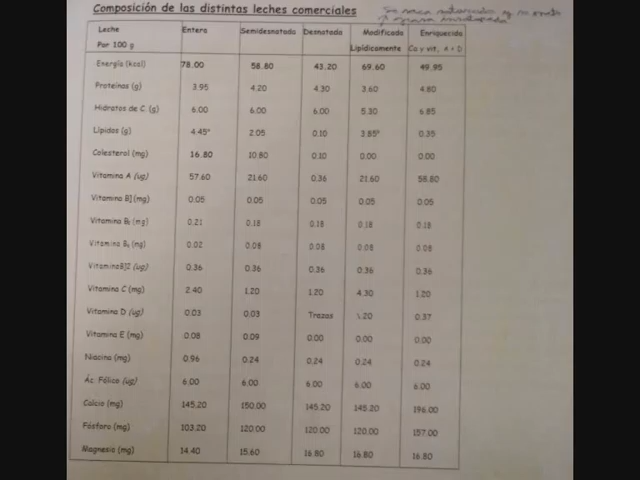 Composición de las distintas leches comerciales
Leche Entera Semidesnatada Desnatada Modificada Enriquecida
Por 100 g Lipídicamente Ca y vit. A + D
Energía (kcal) 78.00 58.80 43.20 69.60 49.95
Proteínas (g) 3.95 4.20 4.30 3.60 4.80
Hidratos de C. (g) 6.00 6.00 6.00 5.30 6.85
Lípidos (g) 4.45ª 2.05 0.10 3.85ᵇ 0.35
Colesterol (mg) 16.80 10.80 0.10 0.00 0.00
Vitamina A (ug) 57.60 21.60 0.36 21.60 58.80
Vitamina B1 (mg) 0.05 0.05 0.05 0.05 0.05
Vitamina B₂ (mg) 0.21 0.18 0.18 0.18 0.18
Vitamina (mg) 0.02 0.08 0.08 0.08 0.08
Vitamina B12 (ug) 0.36 0.36 0.36 0.36 0.36
Vitamina C (mg) 2.40 1.20 1.20 4.30 1.20
Vitamina D (ug) 0.03 0.03 Trazas 1.20 0.37
Vitamina E (mg) 0.08 0.09 0.00 0.00 0.00
Niacina (mg) 0.96 0.24 0.24 0.24 0.24
Ác. Fólico (ug) 6.00 6.00 6.00 6.00 6.00
Calcio (mg) 145.20 150.00 145.20 145.20 196.00
Fósforo (mg) 103.20 120.00 120.00 120.00 157.00
Magnesio (mg) 14.40 15.60 16.80 16.80 16.80